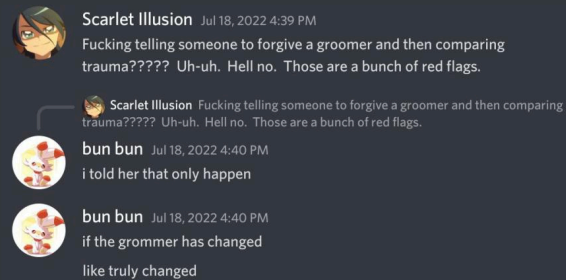 Scarlet Illusion Jul 18, 2022 4:39 PM
Fucking telling someone to forgive a groomer and then comparing
trauma????? Uh-uh. Hell no. Those are a bunch of red flags.
Scarlet Illusion Fucking telling someone to forgive a groomer and then comparing
trauma????? Uh-uh. Hell no. Those are a bunch of red flags.
bun bun Jul 18, 2022 4:40 PM
i told her that only happen
bun bun Jul 18, 2022 4:40 PM
if the grommer has changed
like truly changed